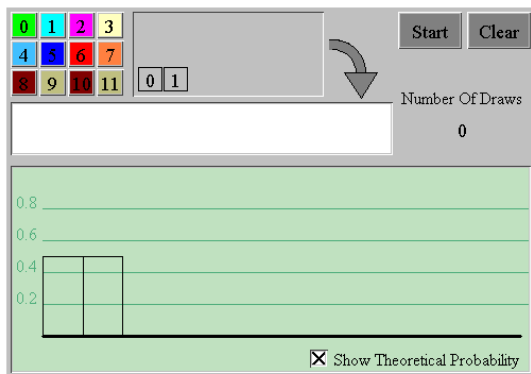 0 1 2 3
4 5 6 7
8 9 10 11
0 1
Start Clear
Number Of Draws
0
0.8
0.6
0.4
0.2
Show Theoretical Probability